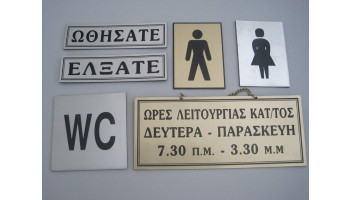 ΩΘΗΣΑΤΕ
ΕΛΞΑΤΕ
WC
ΩΡΕΣ ΛΕΙΤΟΥΡΓΙΑΣ ΚΑΤ/ΤΟΣ
ΔΕΥΤΕΡΑ - ΠΑΡΑΣΚΕΥΗ
7.30 Π.Μ. - 3.30 Μ.Μ